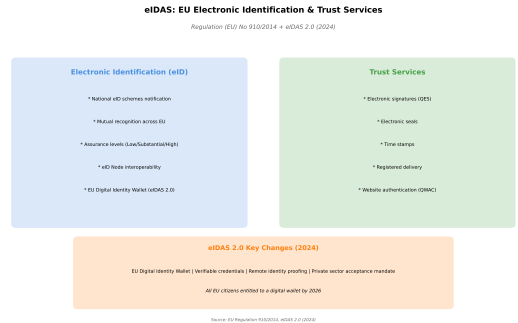 eIDAS: EU Electronic Identification & Trust Services
Regulation (EU) No 910/2014 + eIDAS 2.0 (2024)
Electronic Identification (eID)
* National eID schemes notification
* Mutual recognition across EU
* Assurance levels (Low/Substantial/High)
* eID Node interoperability
* EU Digital Identity Wallet (eIDAS 2.0)
Trust Services
* Electronic signatures (QES)
* Electronic seals
* Time stamps
* Registered delivery
* Website authentication (QWAC)
eIDAS 2.0 Key Changes (2024)
EU Digital Identity Wallet | Verifiable credentials | Remote identity proofing | Private sector acceptance mandate
All EU citizens entitled to a digital wallet by 2026
Source: EU Regulation 910/2014, eIDAS 2.0 (2024)